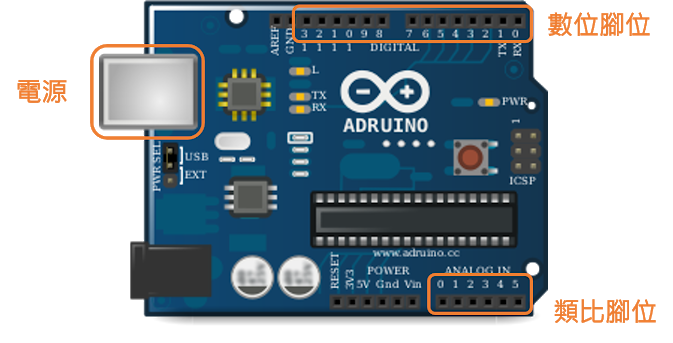 數位腳位
電源
類比腳位
AREF
GND
3 2 1 0 9 8
1 1 1 1
DIGITAL
7 6 5 4 3 2 1 0
TX
RX
L
TX
RX
PWR
ADRUINO
1
ICSP
PWR SEL
USB
EXT
www.adruino.cc
RESET
3V3
POWER
5V Gnd Vin
ANALOG IN
0 1 2 3 4 5